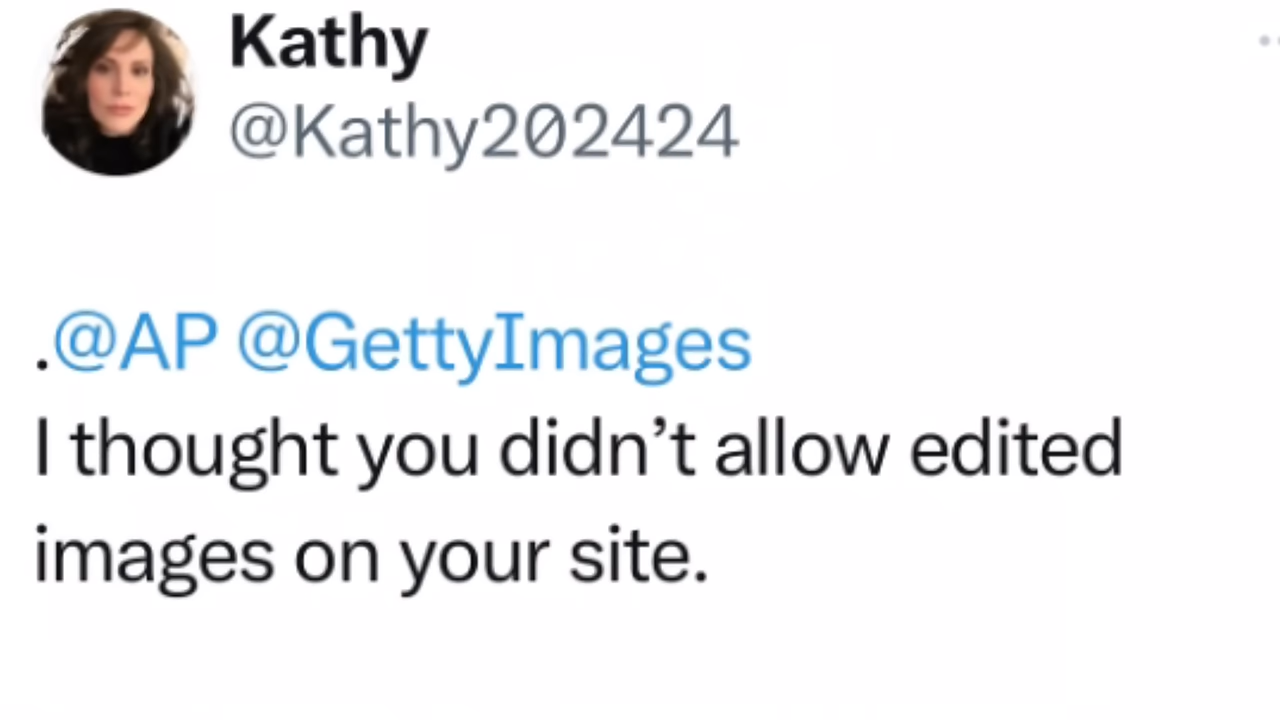 Kathy
@Kathy202424
.@AP @GettyImages
I thought you didn’t allow edited
images on your site.